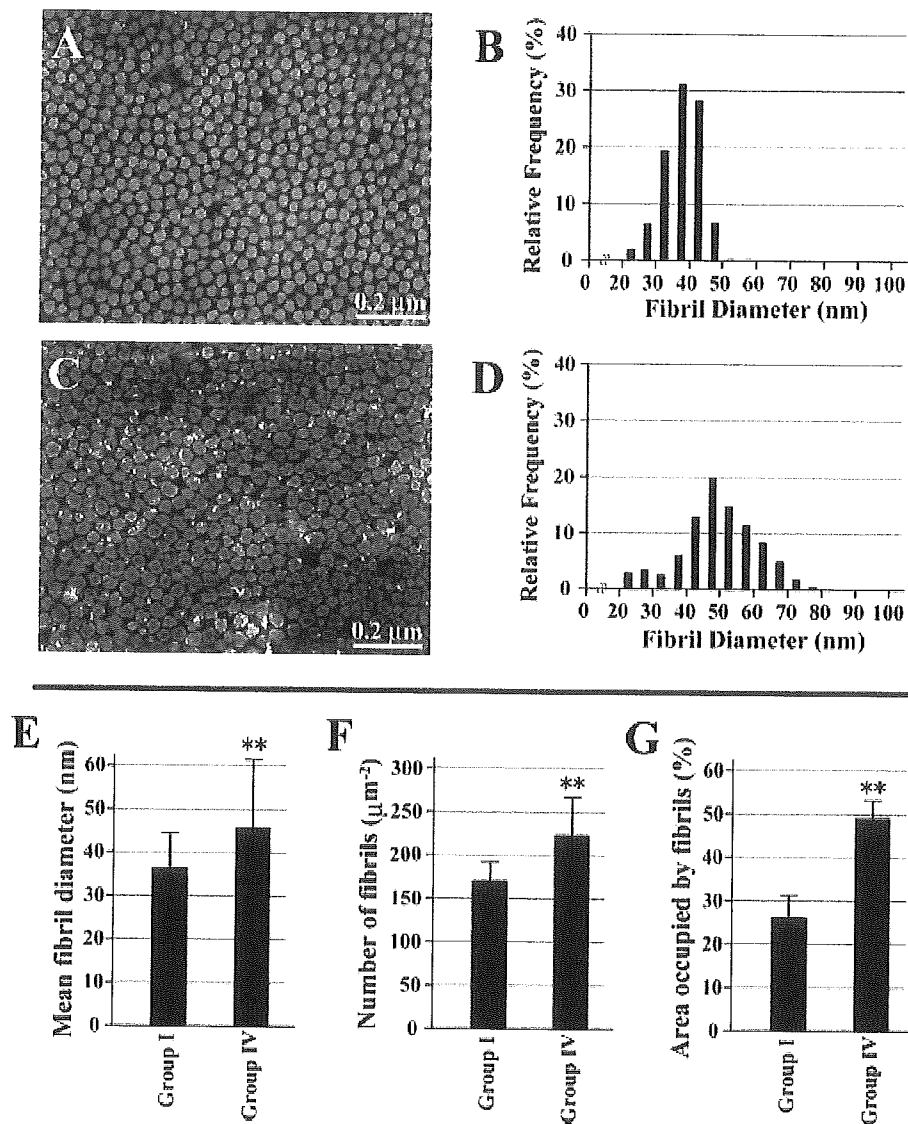 A
0.2 µm
B
Relative Frequency (%)
40
30
20
10
0
0 20 30 40 50 60 70 80 90 100
Fibril Diameter (nm)
C
0.2 µm
D
Relative Frequency (%)
40
30
20
10
0
0 20 30 40 50 60 70 80 90 100
Fibril Diameter (nm)
E
Mean fibril diameter (nm)
60
50
40
30
20
10
0
**
Group I
Group IV
F
Number of fibrils (µm-2)
300
250
200
150
100
50
0
**
Group I
Group IV
G
Area occupied by fibrils (%)
60
50
40
30
20
10
0
**
Group I
Group IV